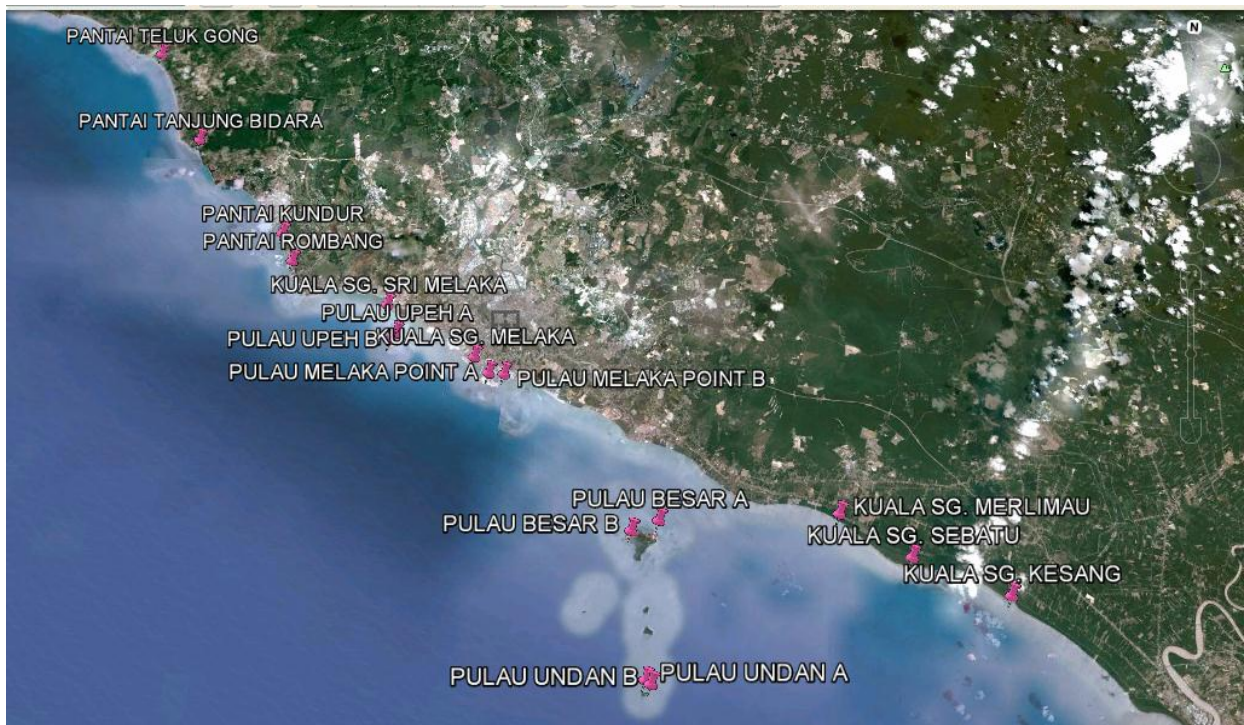 N
PANTAI TELUK GONG
PANTAI TANJUNG BIDARA
PANTAI KUNDUR
PANTAI ROMBANG
KUALA SG. SRI MELAKA
PULAU UPEH A
PULAU UPEH B
KUALA SG. MELAKA
PULAU MELAKA POINT A
PULAU MELAKA POINT B
PULAU BESAR A
PULAU BESAR B
KUALA SG. MERLIMAU
KUALA SG. SEBATU
KUALA SG. KESANG
PULAU UNDAN B
PULAU UNDAN A